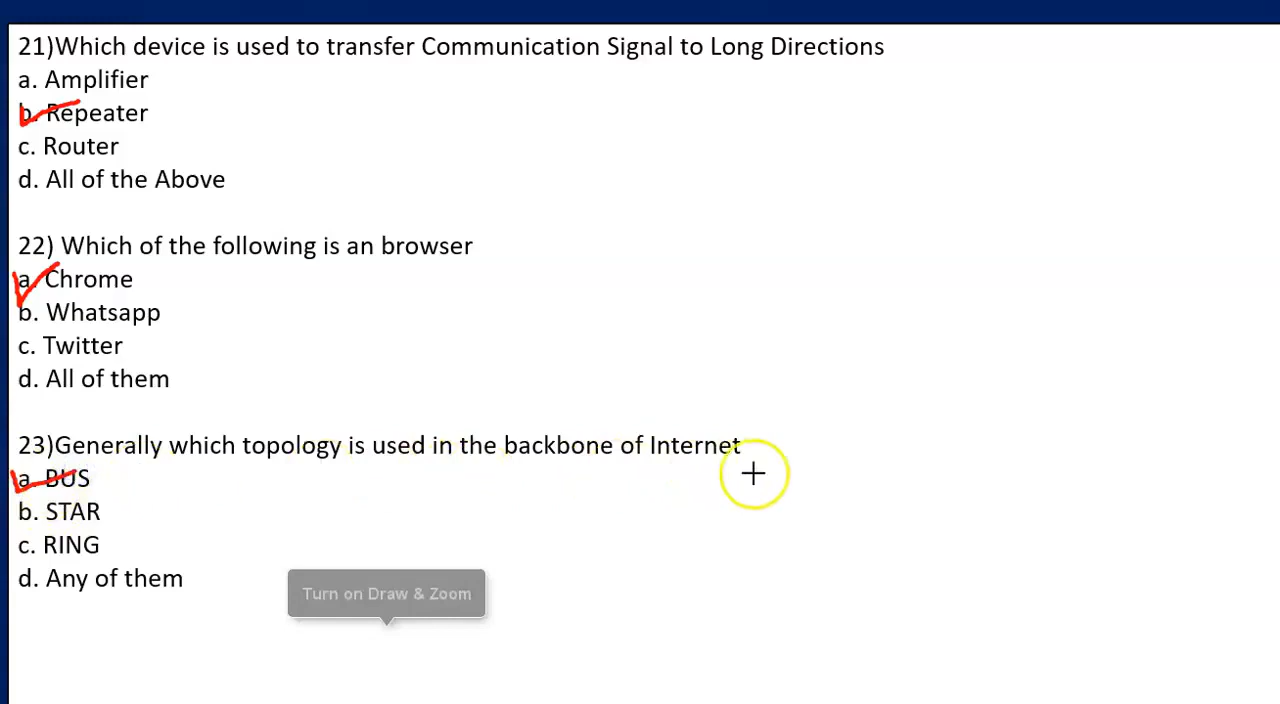 21)Which device is used to transfer Communication Signal to Long Directions
a. Amplifier
b. Repeater
c. Router
d. All of the Above
22) Which of the following is an browser
a. Chrome
b. Whatsapp
c. Twitter
d. All of them
23)Generally which topology is used in the backbone of Internet
a. BUS
b. STAR
c. RING
d. Any of them
Turn on Draw & Zoom